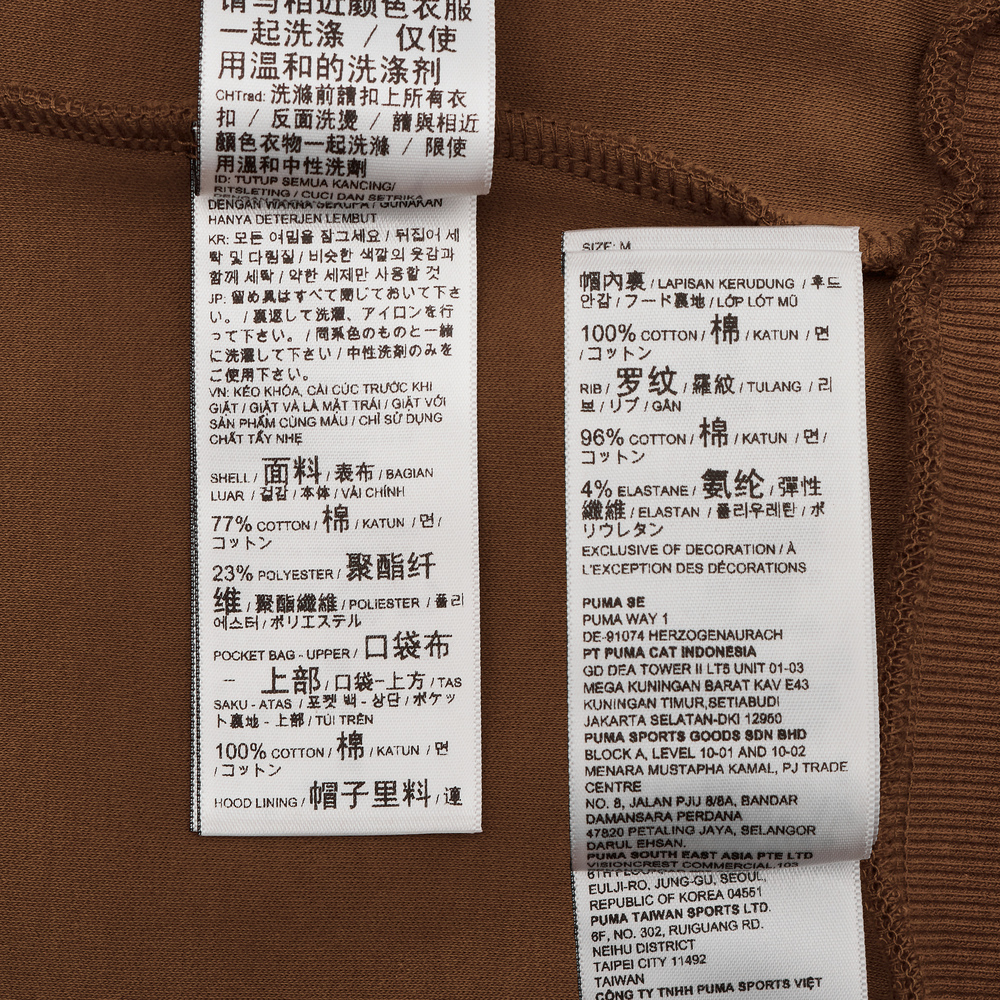 请与相近颜色衣服
一起洗涤 / 仅使
用温和的洗涤剂
CHTrad: 洗滌前請扣上所有衣
扣 / 反面洗燙 / 請與相近
顏色衣物一起洗滌 / 限使
用溫和中性洗劑
ID: TUTUP SEMUA KANCING/
RITSLETING / CUCI DAN SETRIKA
DENGAN WARNA SERUPA / GUNAKAN
HANYA DETERJEN LEMBUT
KR: 모든 여밈을 잠그세요 / 뒤집어 세
탁 및 다림질 / 비슷한 색깔의 옷감과
함께 세탁 / 약한 세제만 사용할 것
JP: 留め具はすべて閉じておいて下さ
い。 / 裏返して洗濯、アイロンを行
って下さい。 / 同系色のものと一緒
に洗濯して下さい / 中性洗剤のみを
ご使用下さい。
VN: KÉO KHÓA, CÀI CÚC TRƯỚC KHI
GIẶT / GIẶT VÀ LÀ MẶT TRÁI / GIẶT VỚI
SẢN PHẨM CÙNG MÀU / CHỈ SỬ DỤNG
CHẤT TẨY NHẸ
SHELL / 面料 / 表布 / BAGIAN
LUAR / 겉감 / 本体 / VẢI CHÍNH
77% COTTON / 棉 / KATUN / 면 /
コットン
23% POLYESTER / 聚酯纤
维 / 聚酯纖維 / POLIESTER / 폴리
에스터 / ポリエステル
POCKET BAG - UPPER / 口袋布
- 上部 / 口袋-上方 / TAS
SAKU - ATAS / 포켓 백 - 상단 / ポケッ
ト裏地 - 上部 / TÚI TRÊN
100% COTTON / 棉 / KATUN / 면
/ コットン
HOOD LINING / 帽子里料 / 連
SIZE: M
帽內裏 / LAPISAN KERUDUNG / 후드
안감 / フード裏地 / LỚP LÓT MŨ
100% COTTON / 棉 / KATUN / 면
/ コットン
RIB / 罗纹 / 羅紋 / TULANG / 리
브 / リブ / GÂN
96% COTTON / 棉 / KATUN / 면 /
コットン
4% ELASTANE / 氨纶 / 彈性
纖維 / ELASTAN / 폴리우레탄 / ポ
リウレタン
EXCLUSIVE OF DECORATION / À
L'EXCEPTION DES DÉCORATIONS
PUMA SE
PUMA WAY 1
DE-91074 HERZOGENAURACH
PT PUMA CAT INDONESIA
GD DEA TOWER II LT5 UNIT 01-03
MEGA KUNINGAN BARAT KAV E43
KUNINGAN TIMUR,SETIABUDI
JAKARTA SELATAN-DKI 12950
PUMA SPORTS GOODS SDN BHD
BLOCK A, LEVEL 10-01 AND 10-02
MENARA MUSTAPHA KAMAL, PJ TRADE
CENTRE
NO. 8, JALAN PJU 8/8A, BANDAR
DAMANSARA PERDANA
47820 PETALING JAYA, SELANGOR
DARUL EHSAN.
PUMA SOUTH EAST ASIA PTE LTD
VISIONCREST COMMERCIAL,103
EULJI-RO, JUNG-GU, SEOUL,
REPUBLIC OF KOREA 04551
PUMA TAIWAN SPORTS LTD.
6F, NO. 302, RUIGUANG RD.
NEIHU DISTRICT
TAIPEI CITY 11492
TAIWAN
CÔNG TY TNHH PUMA SPORTS VIỆT